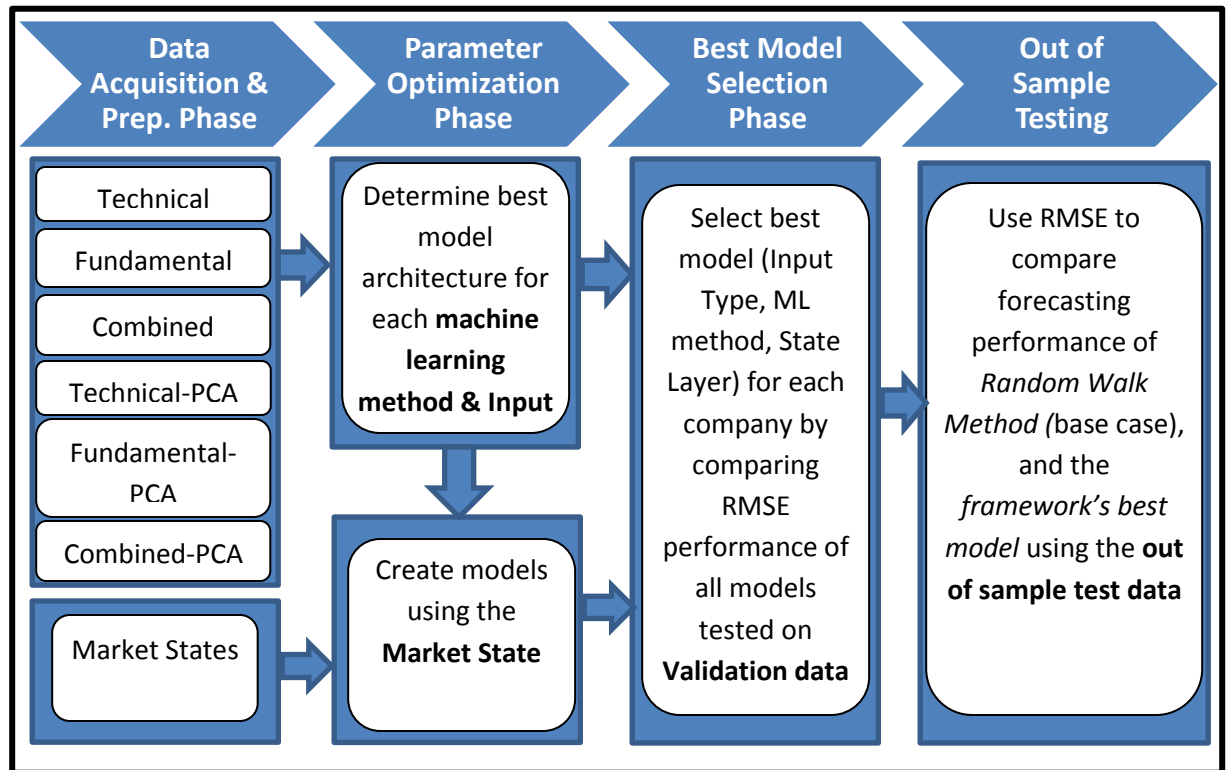 Data
Acquisition &
Prep. Phase
Parameter
Optimization
Phase
Best Model
Selection
Phase
Out of
Sample
Testing
Technical
Fundamental
Combined
Technical-PCA
Fundamental-
PCA
Combined-PCA
Market States
Determine best
model
architecture for
each machine
learning
method & Input
Create models
using the
Market State
Select best
model (Input
Type, ML
method, State
Layer) for each
company by
comparing
RMSE
performance of
all models
tested on
Validation data
Use RMSE to
compare
forecasting
performance of
Random Walk
Method (base case),
and the
framework’s best
model using the out
of sample test data